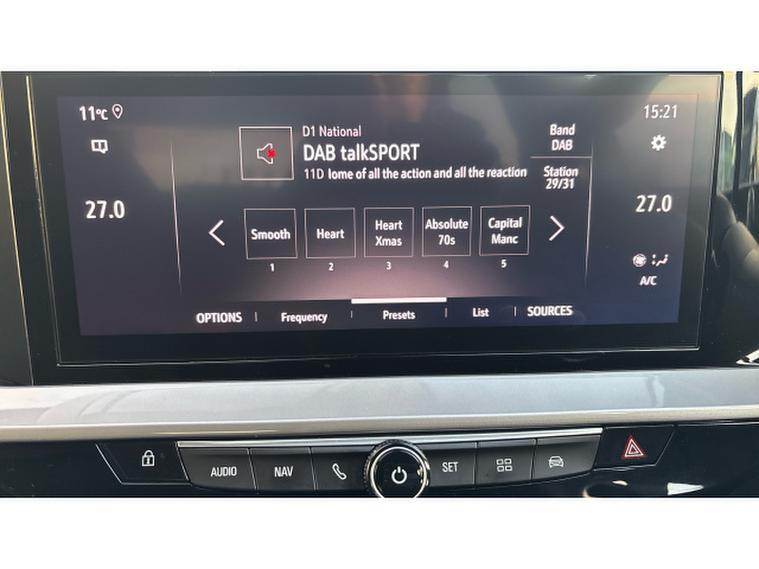 11°C
15:21
D1 National
DAB talkSPORT
11D
lome of all the action and all the reaction
Band
DAB
Station
29/31
27.0
27.0
Smooth
Heart
Heart
Xmas
Absolute
70s
Capital
Manc
1
2
3
4
5
A/C
OPTIONS
Frequency
Presets
List
SOURCES
AUDIO
NAV
SET